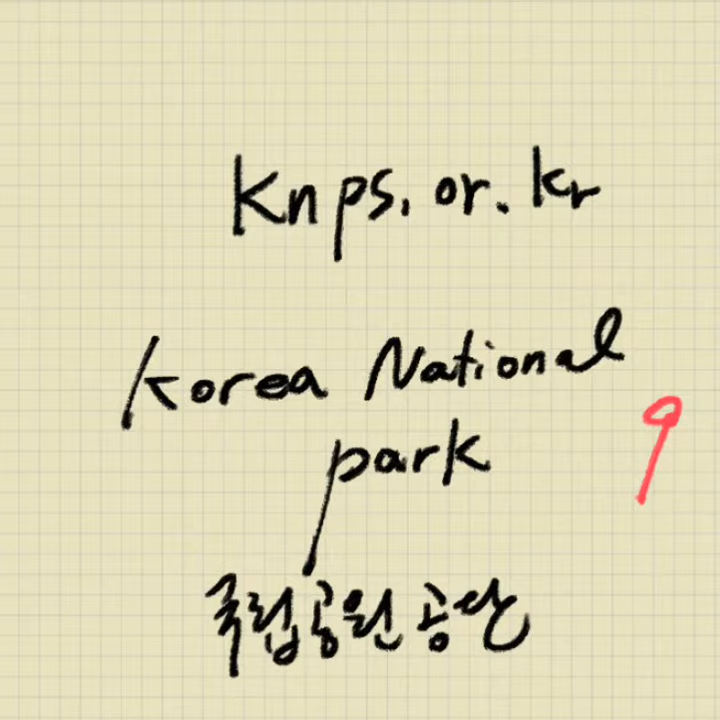 Knps.or.kr
Korea National
park
9
국립공원공단